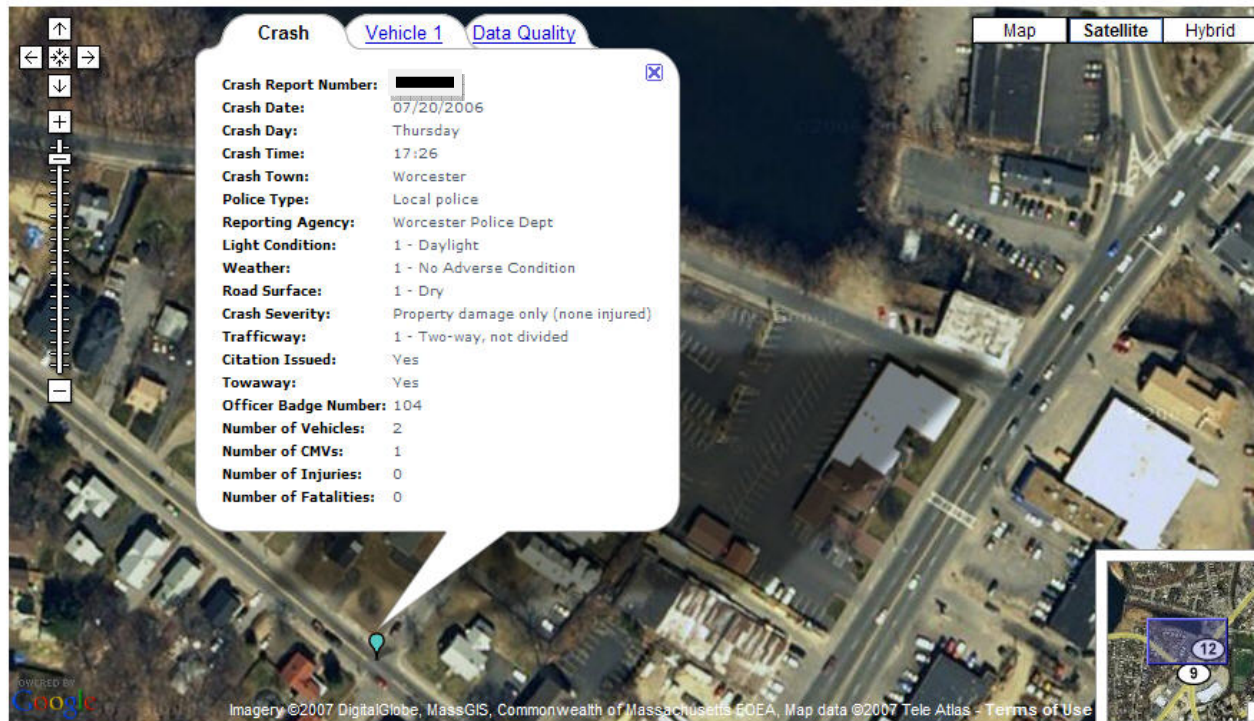 Crash Vehicle 1 Data Quality
Map Satellite Hybrid
Crash Report Number:
Crash Date: 07/20/2006
Crash Day: Thursday
Crash Time: 17:26
Crash Town: Worcester
Police Type: Local police
Reporting Agency: Worcester Police Dept
Light Condition: 1 - Daylight
Weather: 1 - No Adverse Condition
Road Surface: 1 - Dry
Crash Severity: Property damage only (none injured)
Trafficway: 1 - Two-way, not divided
Citation Issued: Yes
Towaway: Yes
Officer Badge Number: 104
Number of Vehicles: 2
Number of CMVs: 1
Number of Injuries: 0
Number of Fatalities: 0
12
9
POWERED BY
Google
Imagery ©2007 DigitalGlobe, MassGIS, Commonwealth of Massachusetts EOEA, Map data ©2007 Tele Atlas - Terms of Use